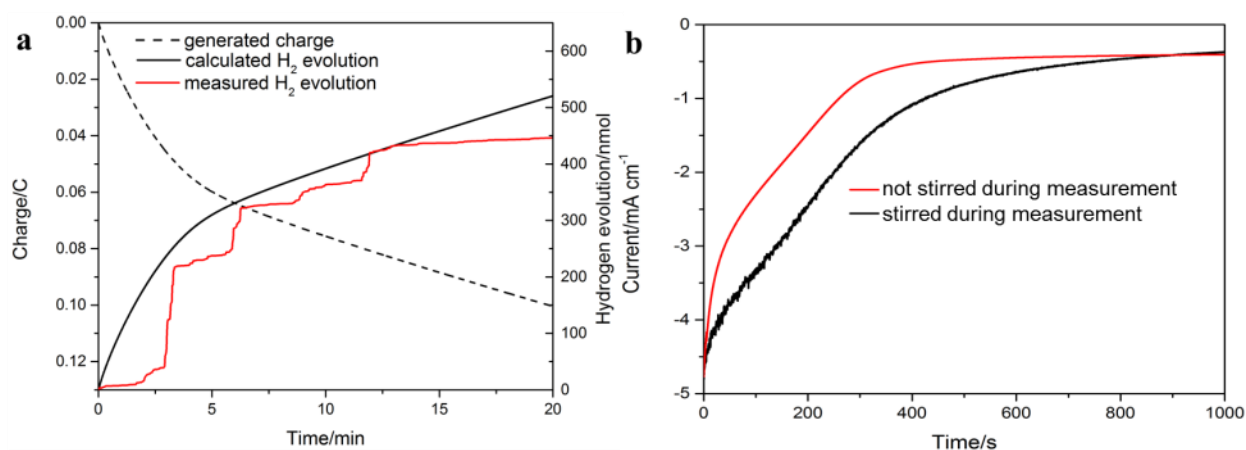 a
generated charge
calculated H₂ evolution
measured H₂ evolution
Charge/C
0.00
0.02
0.04
0.06
0.08
0.10
0.12
Hydrogen evolution/nmol
600
500
400
300
200
100
0
0 5 10 15 20
Time/min
b
not stirred during measurement
stirred during measurement
Current/mA cm⁻¹
0
-1
-2
-3
-4
-5
0 200 400 600 800 1000
Time/s